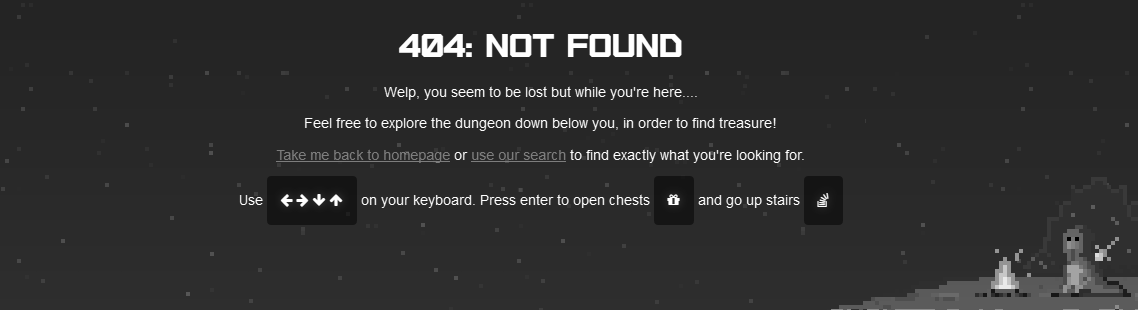 404: NOT FOUND
Welp, you seem to be lost but while you're here....
Feel free to explore the dungeon down below you, in order to find treasure!
Take me back to homepage or use our search to find exactly what you're looking for.
Use ←→↓↑ on your keyboard. Press enter to open chests and go up stairs